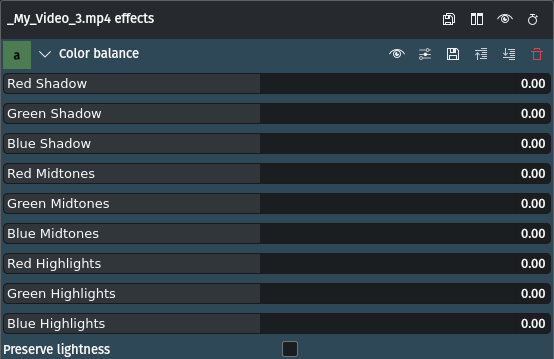 _My_Video_3.mp4 effects
a Color balance
Red Shadow 0.00
Green Shadow 0.00
Blue Shadow 0.00
Red Midtones 0.00
Green Midtones 0.00
Blue Midtones 0.00
Red Highlights 0.00
Green Highlights 0.00
Blue Highlights 0.00
Preserve lightness